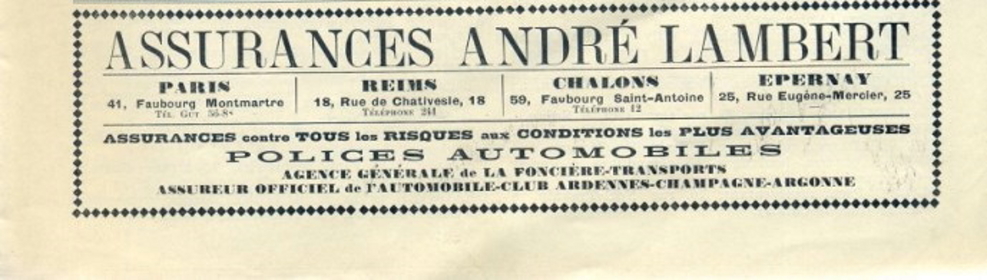 ASSURANCES ANDRÉ LAMBERT
PARIS
41, Faubourg Montmartre
TÉL. GUT
REIMS
18, Rue de Chativesle, 18
TÉLÉPHONE 241
CHALONS
59, Faubourg Saint-Antoine
TÉLÉPHONE 12
EPERNAY
25, Rue Eugène-Mercier, 25
ASSURANCES contre TOUS les RISQUES aux CONDITIONS les PLUS AVANTAGEUSES
POLICES AUTOMOBILES
AGENCE GÉNÉRALE de LA FONCIÈRE-TRANSPORTS
ASSUREUR OFFICIEL de l'AUTOMOBILE-CLUB ARDENNES-CHAMPAGNE-ARGONNE